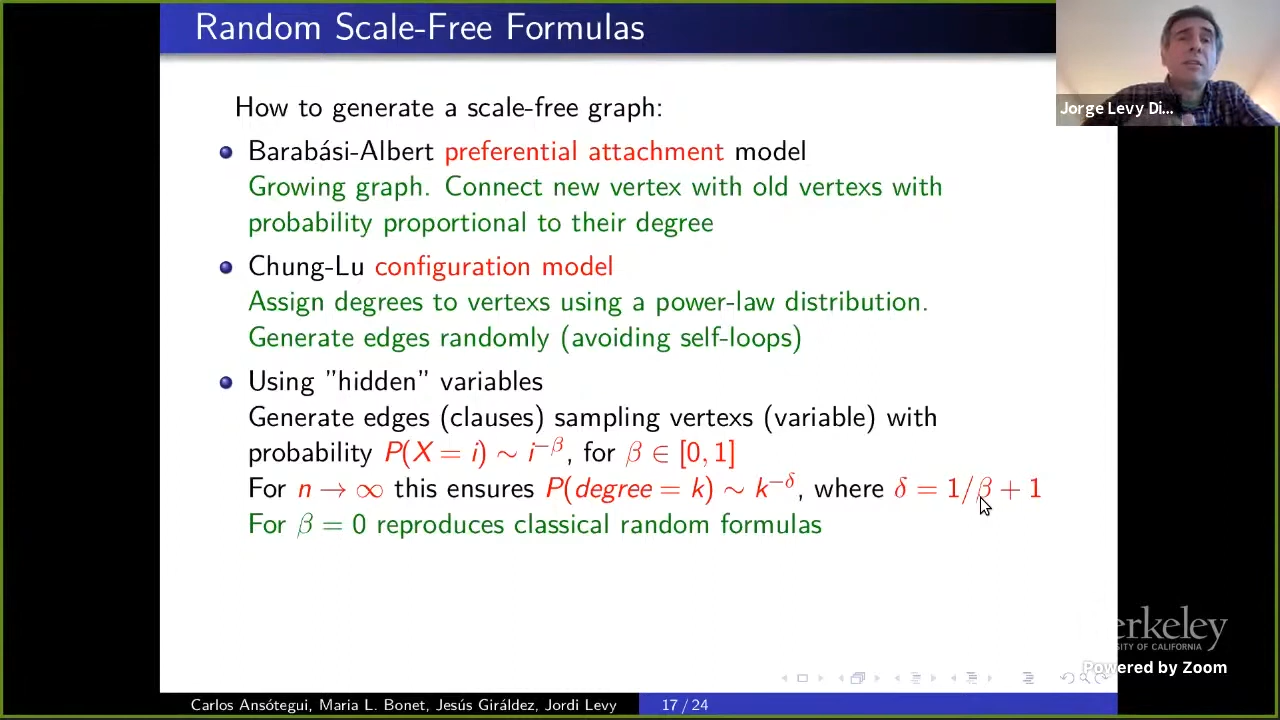 Random Scale-Free Formulas
Jorge Levy Di...
How to generate a scale-free graph:
Barabási-Albert preferential attachment model
Growing graph. Connect new vertex with old vertexs with
probability proportional to their degree
Chung-Lu configuration model
Assign degrees to vertexs using a power-law distribution.
Generate edges randomly (avoiding self-loops)
Using "hidden" variables
Generate edges (clauses) sampling vertexs (variable) with
probability P(X = i) ∼ i^{−β}, for β ∈ [0, 1]
For n → ∞ this ensures P(degree = k) ∼ k^{−δ}, where δ = 1/β + 1
For β = 0 reproduces classical random formulas
erkeley
SITY OF CALIFORNIA
Powered by Zoom
Carlos Ansótegui, Maria L. Bonet, Jesús Giráldez, Jordi Levy
17 / 24